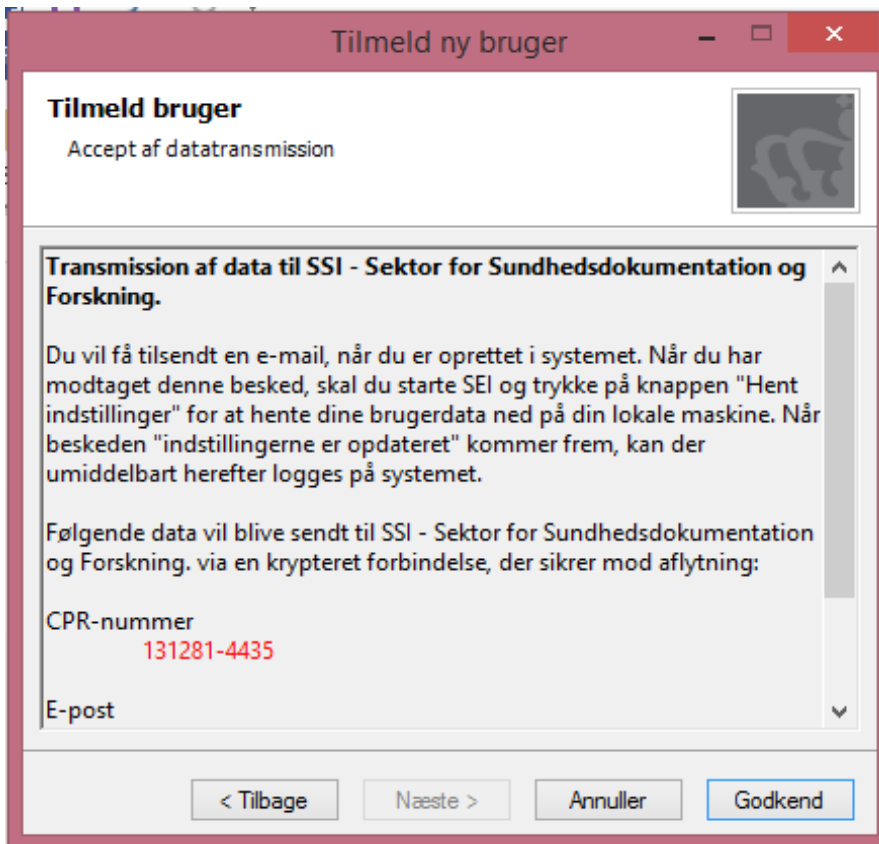 Tilmeld ny bruger
Tilmeld bruger
Accept af datatransmission
Transmission af data til SSI - Sektor for Sundhedsdokumentation og
Forskning.
Du vil få tilsendt en e-mail, når du er oprettet i systemet. Når du har
modtaget denne besked, skal du starte SEI og trykke på knappen "Hent
indstillinger" for at hente dine brugerdata ned på din lokale maskine. Når
beskeden "indstillingerne er opdateret" kommer frem, kan der
umiddelbart herefter logges på systemet.
Følgende data vil blive sendt til SSI - Sektor for Sundhedsdokumentation
og Forskning. via en krypteret forbindelse, der sikrer mod aflytning:
CPR-nummer
131281-4435
E-post
< Tilbage
Næste >
Annuller
Godkend